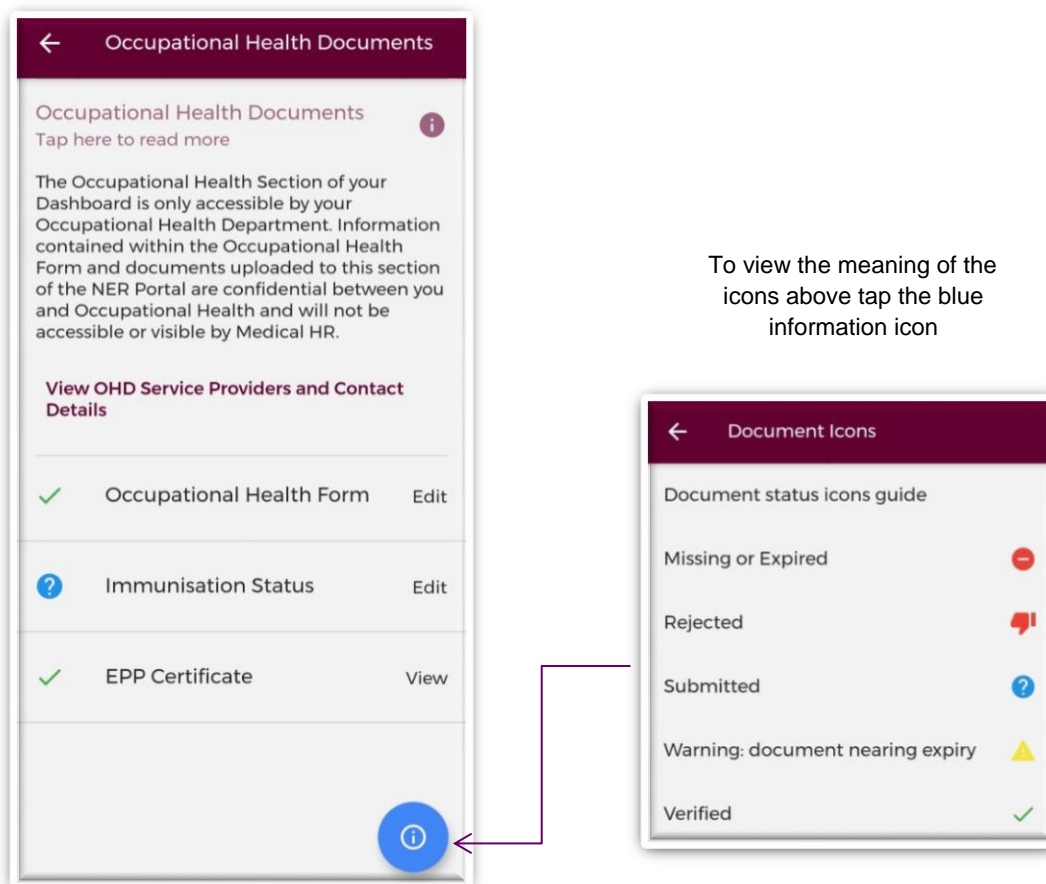 Occupational Health Documents
Occupational Health Documents
Tap here to read more
The Occupational Health Section of your
Dashboard is only accessible by your
Occupational Health Department. Information
contained within the Occupational Health
Form and documents uploaded to this section
of the NER Portal are confidential between you
and Occupational Health and will not be
accessible or visible by Medical HR.
View OHD Service Providers and Contact
Details
Occupational Health Form Edit
Immunisation Status Edit
EPP Certificate View
To view the meaning of the
icons above tap the blue
information icon
Document Icons
Document status icons guide
Missing or Expired
Rejected
Submitted
Warning: document nearing expiry
Verified